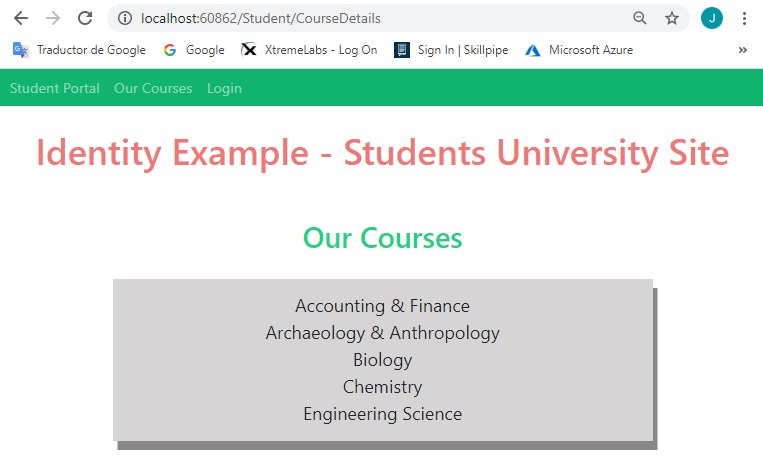 localhost:60862/Student/CourseDetails
J
Traductor de Google Google XtremeLabs - Log On Sign In | Skillpipe Microsoft Azure »
Student Portal Our Courses Login
Identity Example - Students University Site
Our Courses
Accounting & Finance
Archaeology & Anthropology
Biology
Chemistry
Engineering Science